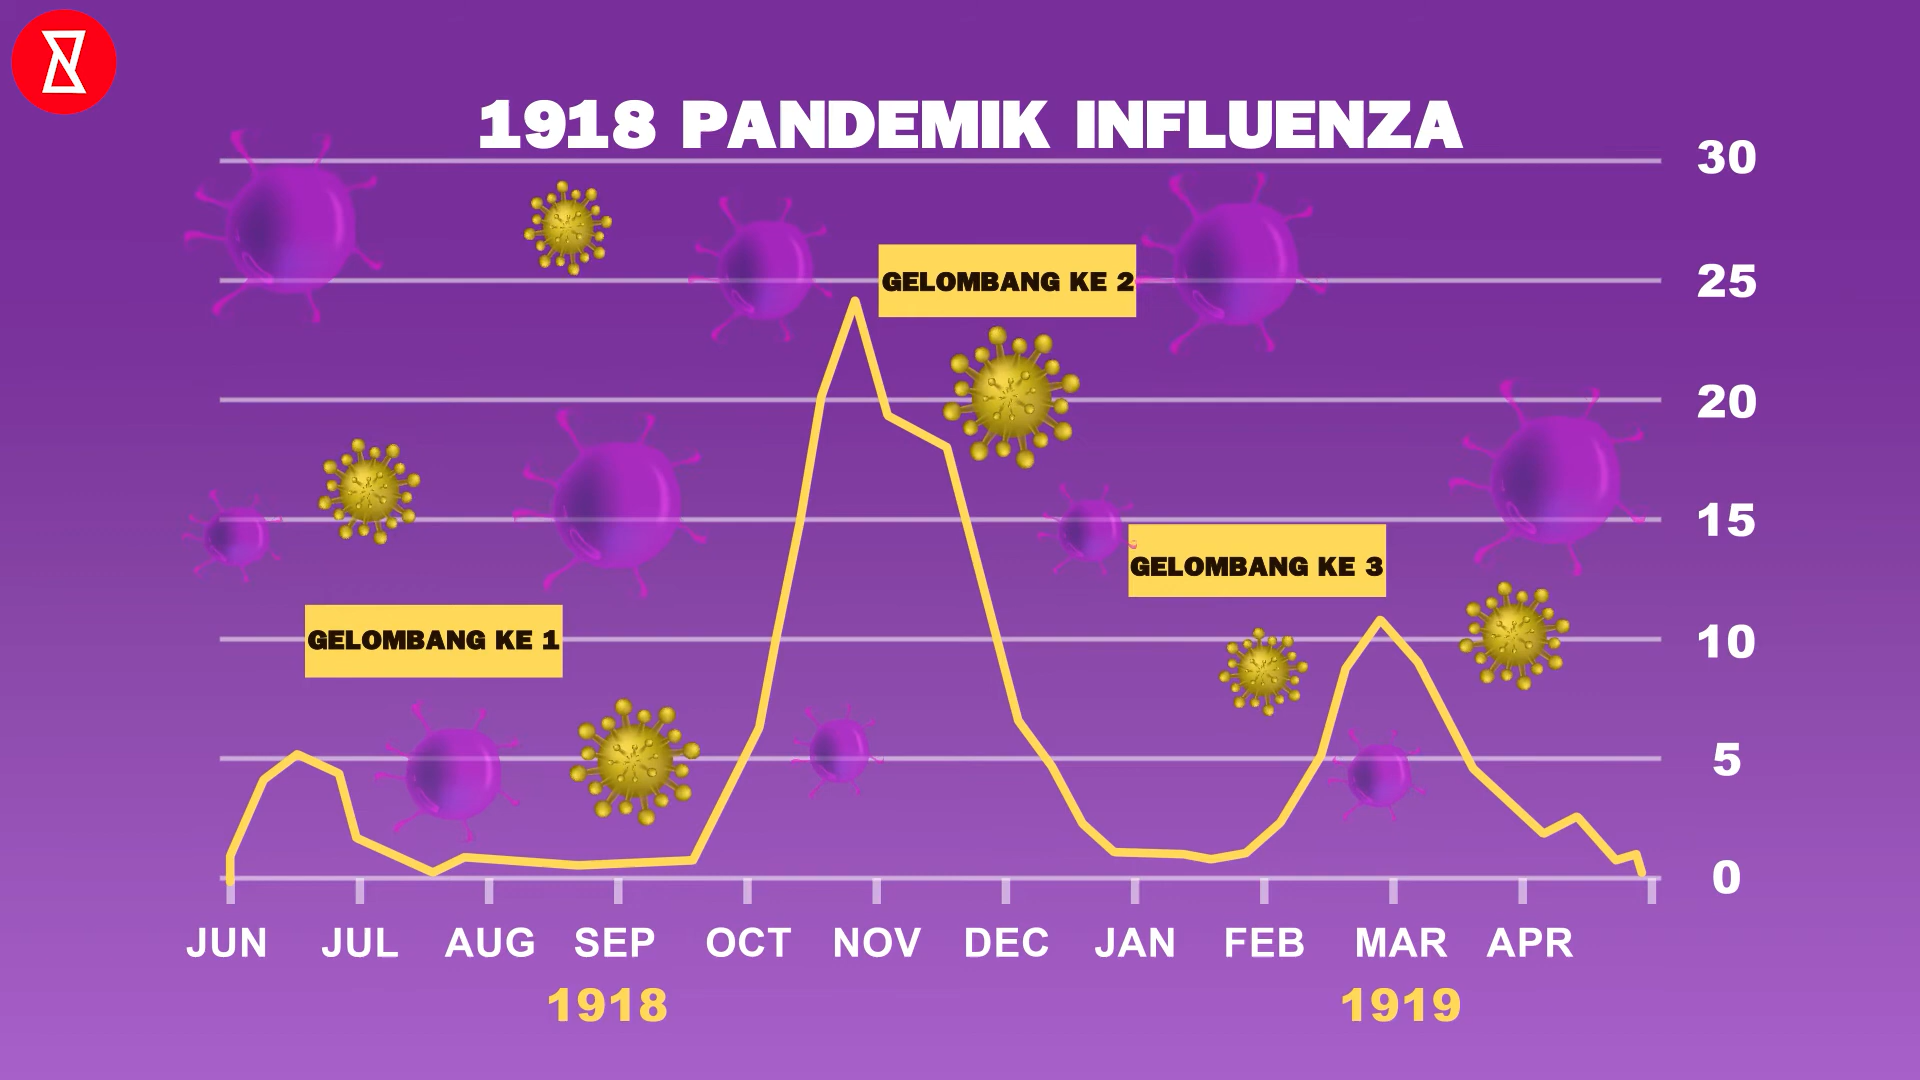 1918 PANDEMIK INFLUENZA
30
GELOMBANG KE 2
25
20
15
GELOMBANG KE 3
GELOMBANG KE 1
10
5
0
JUN JUL AUG SEP OCT NOV DEC JAN FEB MAR APR
1918 1919